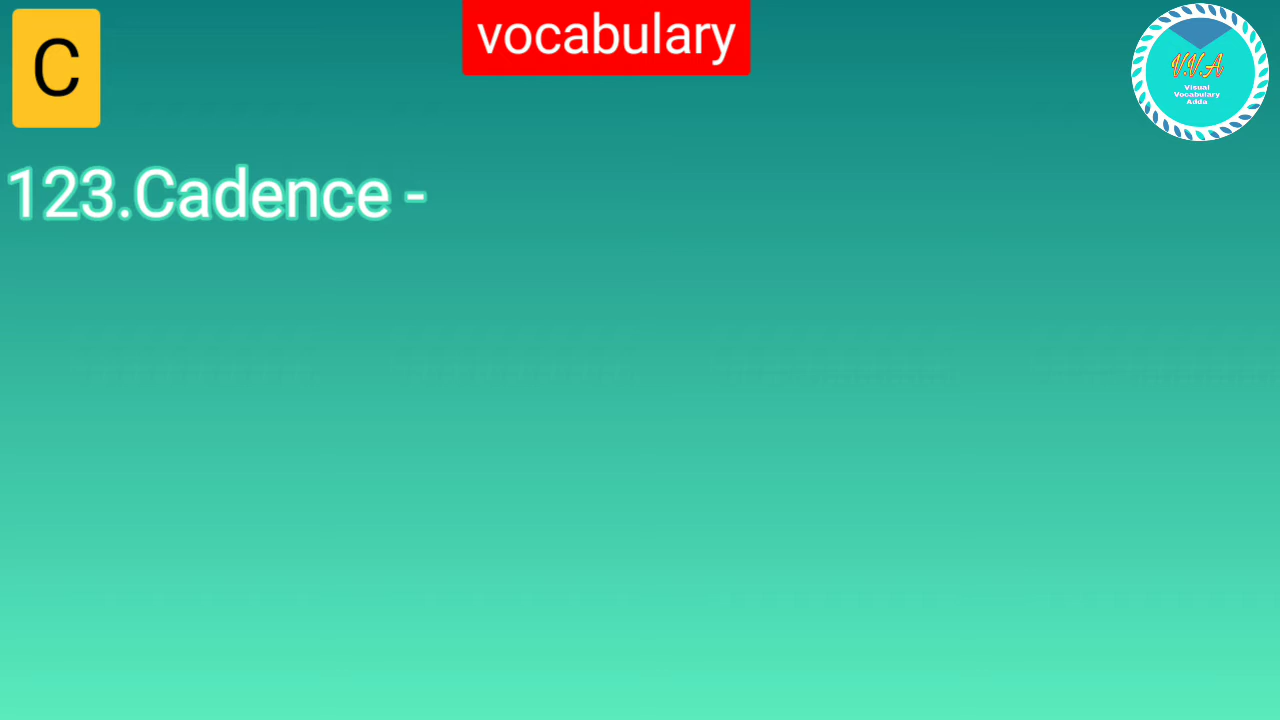 C
vocabulary
V.V.A
Visual
Vocabulary
Adda
123.Cadence -